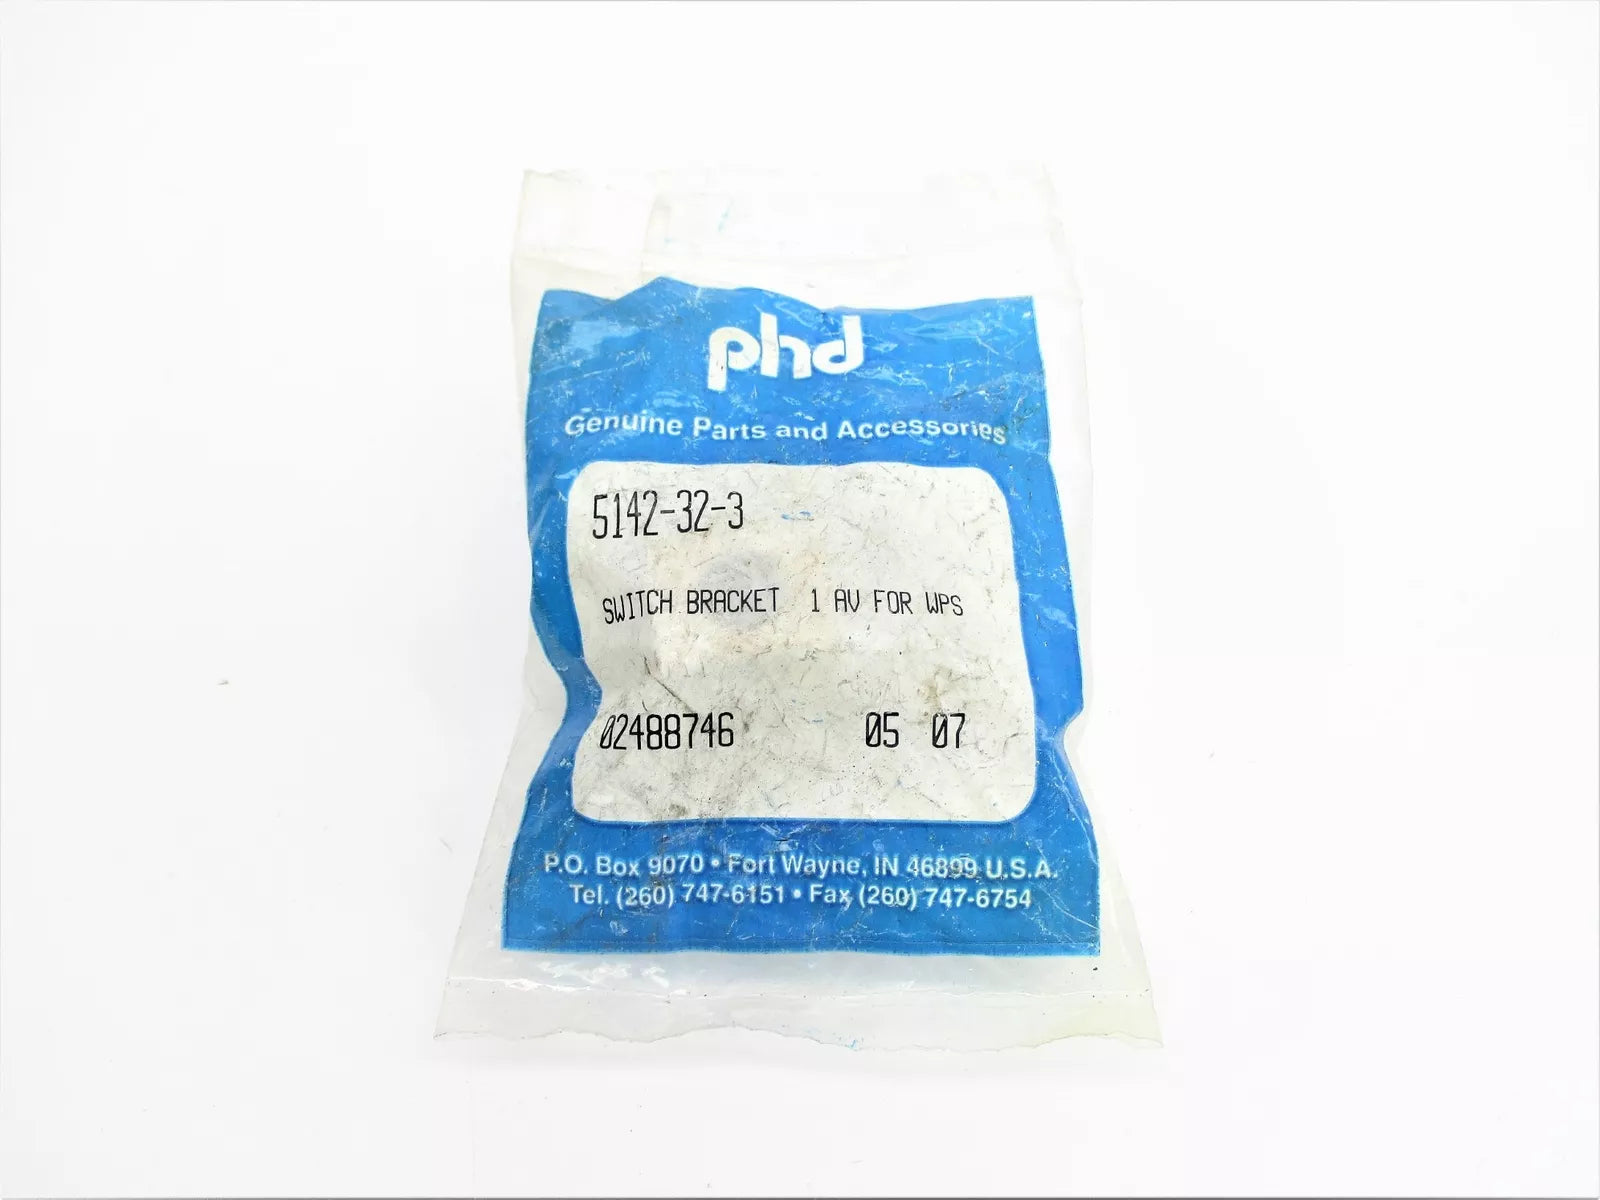 phd
Genuine Parts and Accessories
5142-32-3
SWITCH BRACKET 1 AV FOR WPS
02488746 05 07
P.O. Box 9070 • Fort Wayne, IN 46899 U.S.A.
Tel. (260) 747-6151 • Fax (260) 747-6754